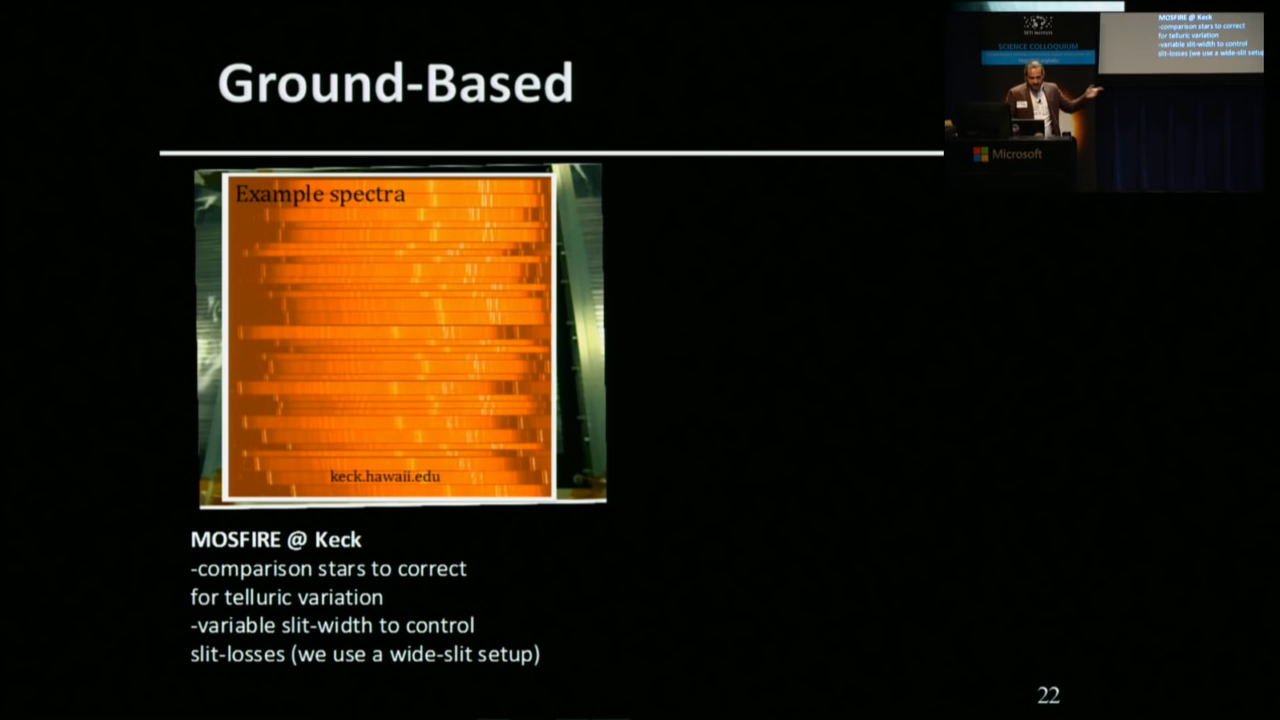 Ground-Based
Example spectra
keck.hawaii.edu
MOSFIRE @ Keck
-comparison stars to correct
for telluric variation
-variable slit-width to control
slit-losses (we use a wide-slit setup)
22
SETI Institute
SCIENCE COLLOQUIUM
MOSFIRE @ Keck
-comparison stars to correct
for telluric variation
-variable slit-width to control
slit-losses (we use a wide-slit setup
Microsoft